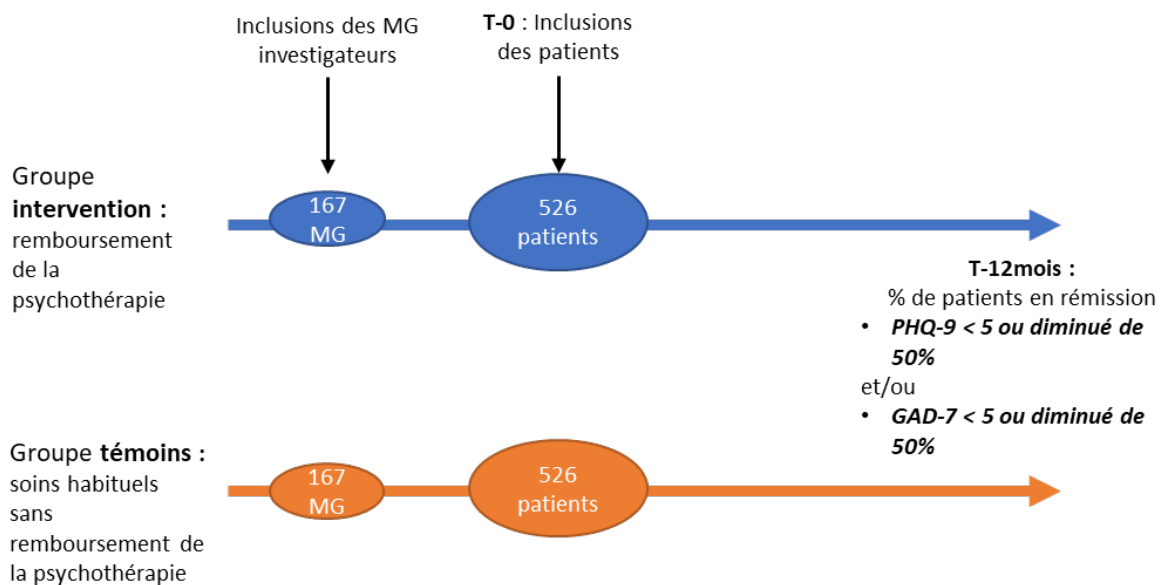 Inclusions des MG
investigateurs
T-0 : Inclusions
des patients
Groupe
intervention :
remboursement
de la
psychothérapie
167
MG
526
patients
T-12mois :
% de patients en rémission
• PHQ-9 < 5 ou diminué de
50%
et/ou
• GAD-7 < 5 ou diminué de
50%
Groupe témoins :
soins habituels
sans
remboursement de
la psychothérapie
167
MG
526
patients